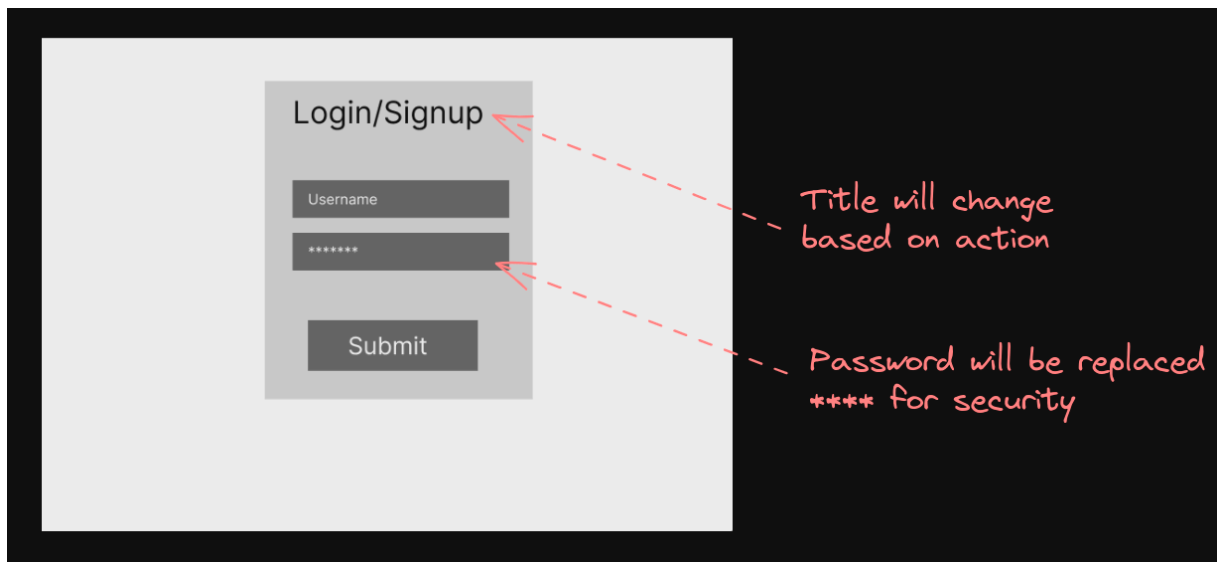 Login/Signup
Username
*******
Submit
Title will change
based on action
Password will be replaced
**** for security